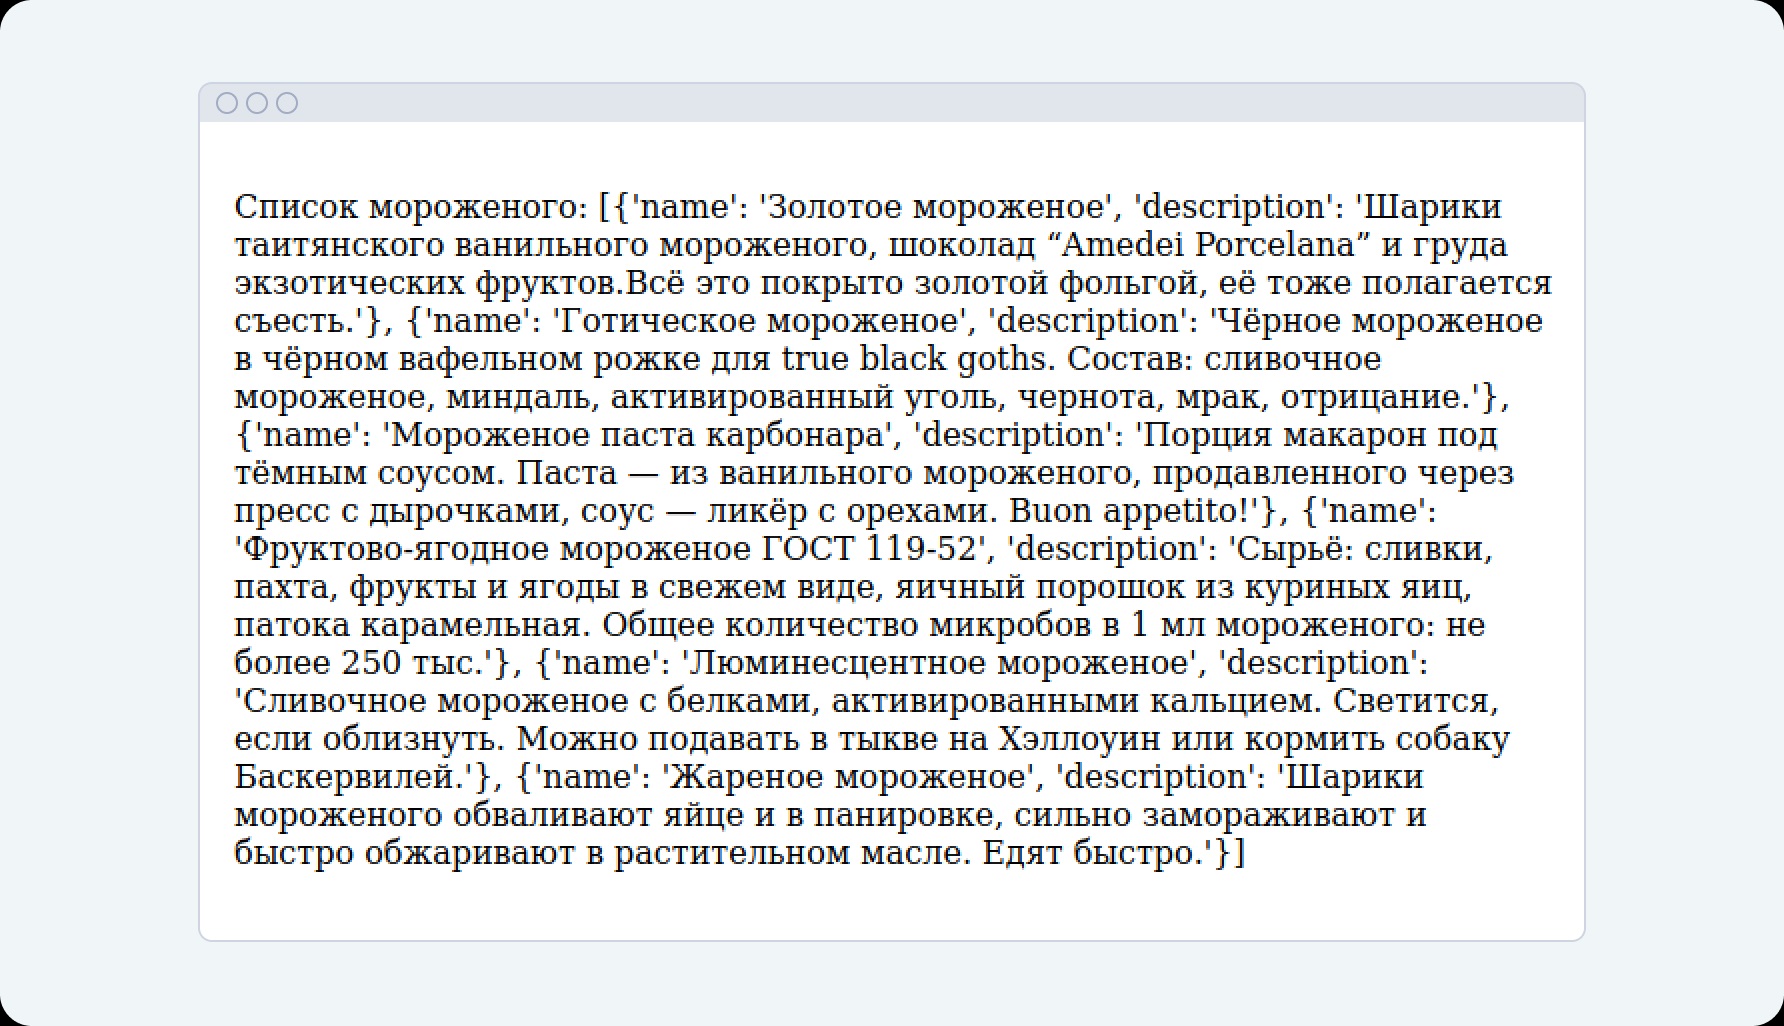 Список мороженого: [{'name': 'Золотое мороженое', 'description': 'Шарики
таитянского ванильного мороженого, шоколад “Amedei Porcelana” и груда
экзотических фруктов.Всё это покрыто золотой фольгой, её тоже полагается
съесть.'}, {'name': 'Готическое мороженое', 'description': 'Чёрное мороженое
в чёрном вафельном рожке для true black goths. Состав: сливочное
мороженое, миндаль, активированный уголь, чернота, мрак, отрицание.'},
{'name': 'Мороженое паста карбонара', 'description': 'Порция макарон под
тёмным соусом. Паста — из ванильного мороженого, продавленного через
пресс с дырочками, соус — ликёр с орехами. Buon appetito!'}, {'name':
'Фруктово-ягодное мороженое ГОСТ 119-52', 'description': 'Сырьё: сливки,
пахта, фрукты и ягоды в свежем виде, яичный порошок из куриных яиц,
патока карамельная. Общее количество микробов в 1 мл мороженого: не
более 250 тыс.'}, {'name': 'Люминесцентное мороженое', 'description':
'Сливочное мороженое с белками, активированными кальцием. Светится,
если облизнуть. Можно подавать в тыкве на Хэллоуин или кормить собаку
Баскервилей.'}, {'name': 'Жареное мороженое', 'description': 'Шарики
мороженого обваливают яйце и в панировке, сильно замораживают и
быстро обжаривают в растительном масле. Едят быстро.'}]